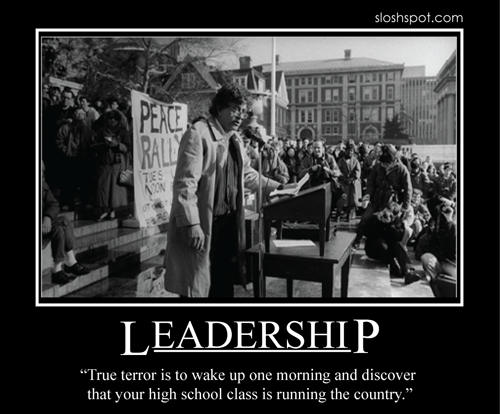 sloshspot.com
PEACE
RALLY
TUES
NOON
LEADERSHIP
“True terror is to wake up one morning and discover
that your high school class is running the country.”